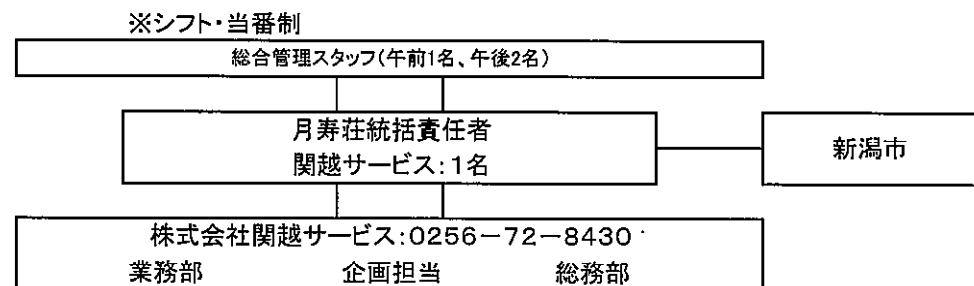 ※シフト・当番制
総合管理スタッフ(午前1名、午後2名)
月寿荘統括責任者
関越サービス:1名
新潟市
株式会社関越サービス:0256-72-8430
業務部 企画担当 総務部